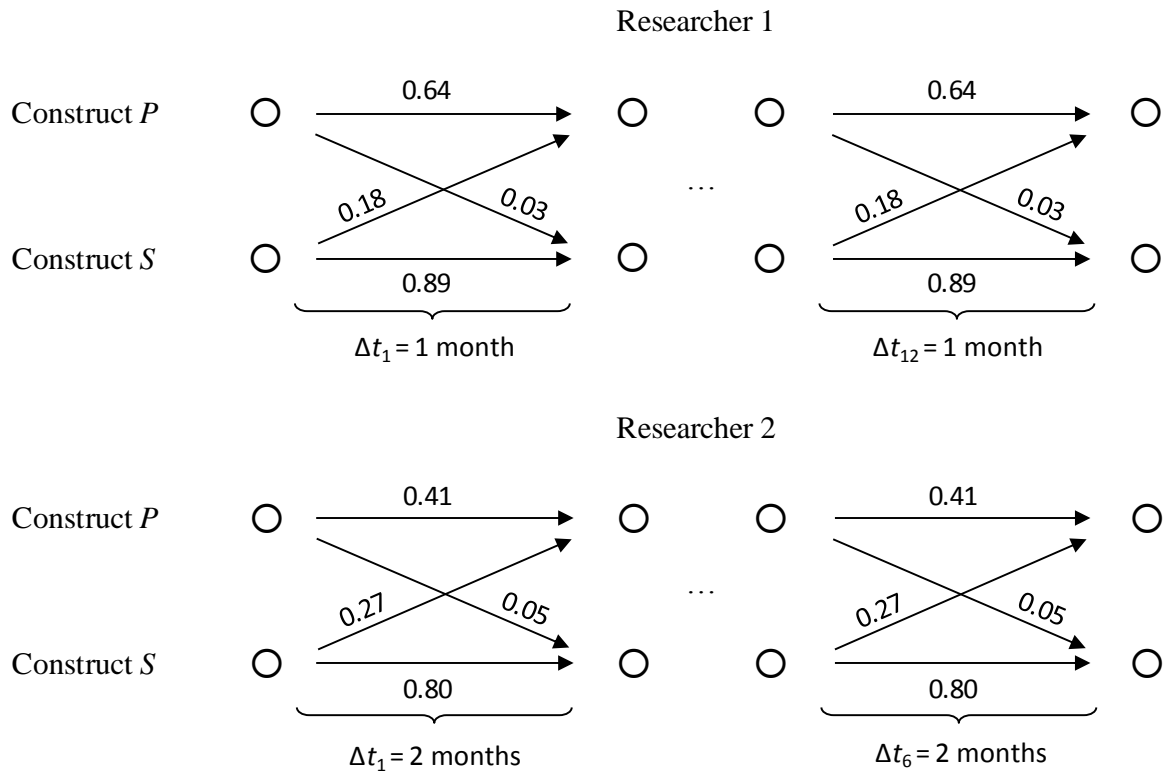 Researcher 1
Construct P
0.64
0.64
0.18
0.03
…
0.18
0.03
Construct S
0.89
0.89
Δt₁ = 1 month
Δt₁₂ = 1 month
Researcher 2
Construct P
0.41
0.41
0.27
0.05
…
0.27
0.05
Construct S
0.80
0.80
Δt₁ = 2 months
Δt₆ = 2 months